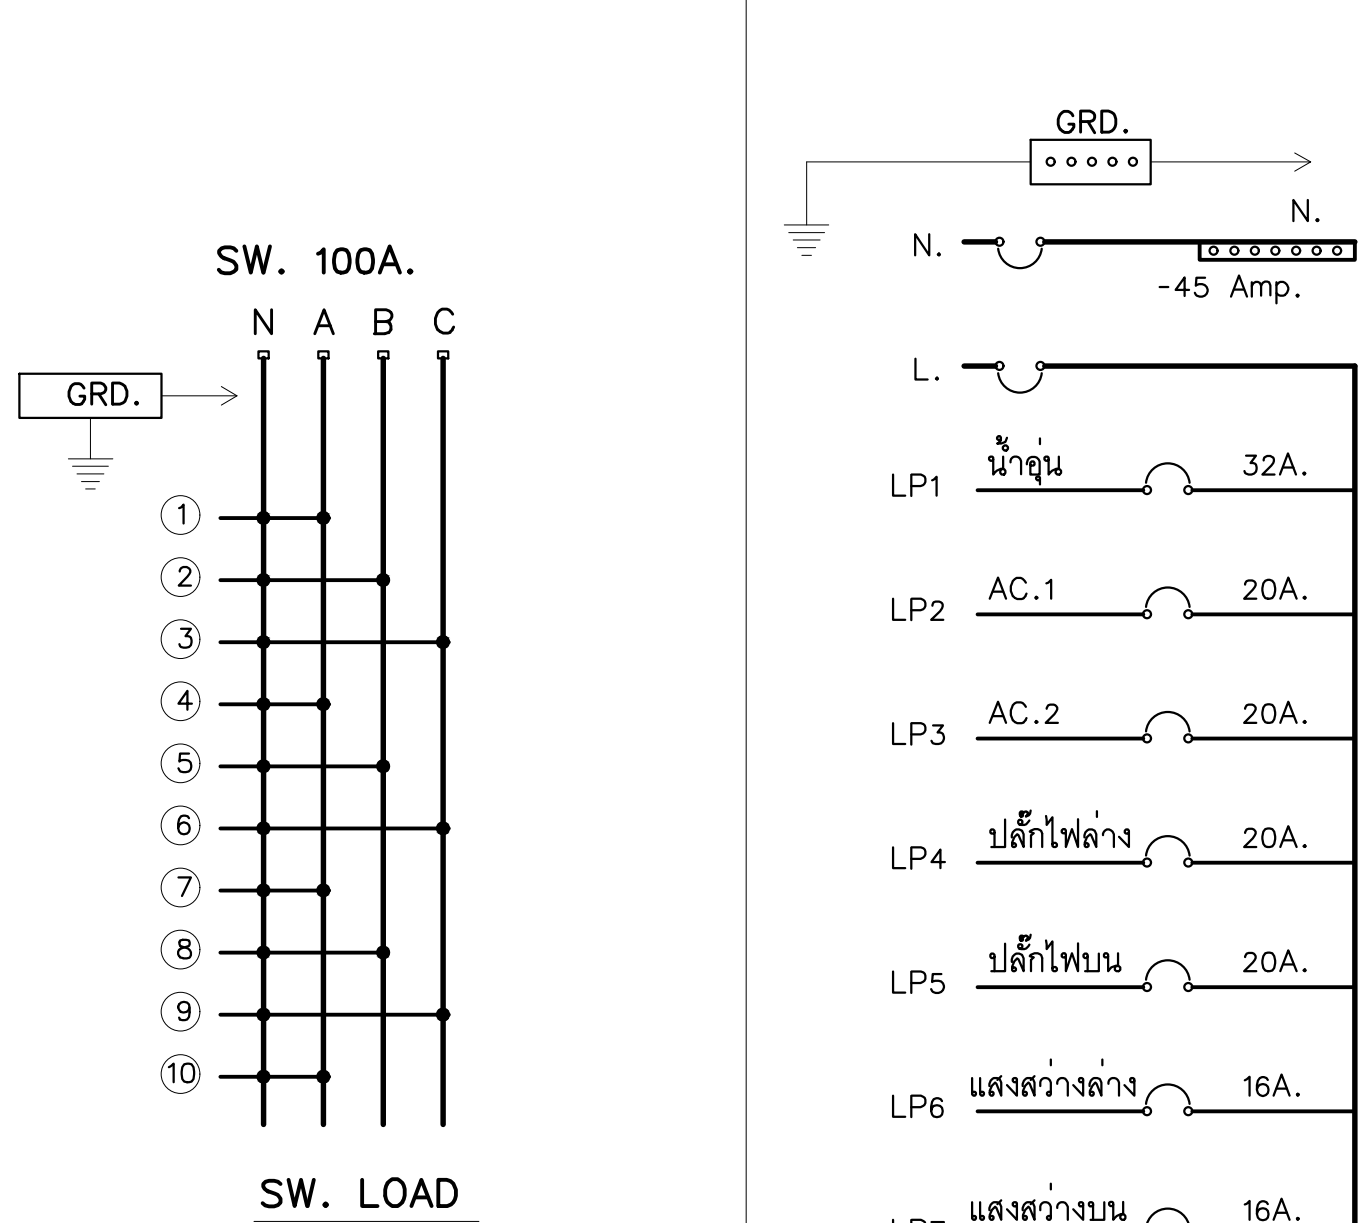 SW. 100A.
N A B C
GRD.
1
2
3
4
5
6
7
8
9
10
SW. LOAD
GRD.
N.
N.
-45 Amp.
L.
LP1 น้ำอุ่น 32A.
LP2 AC.1 20A.
LP3 AC.2 20A.
LP4 ปลั๊กไฟล่าง 20A.
LP5 ปลั๊กไฟบน 20A.
LP6 แสงสว่างล่าง 16A.
แสงสว่างบน 16A.